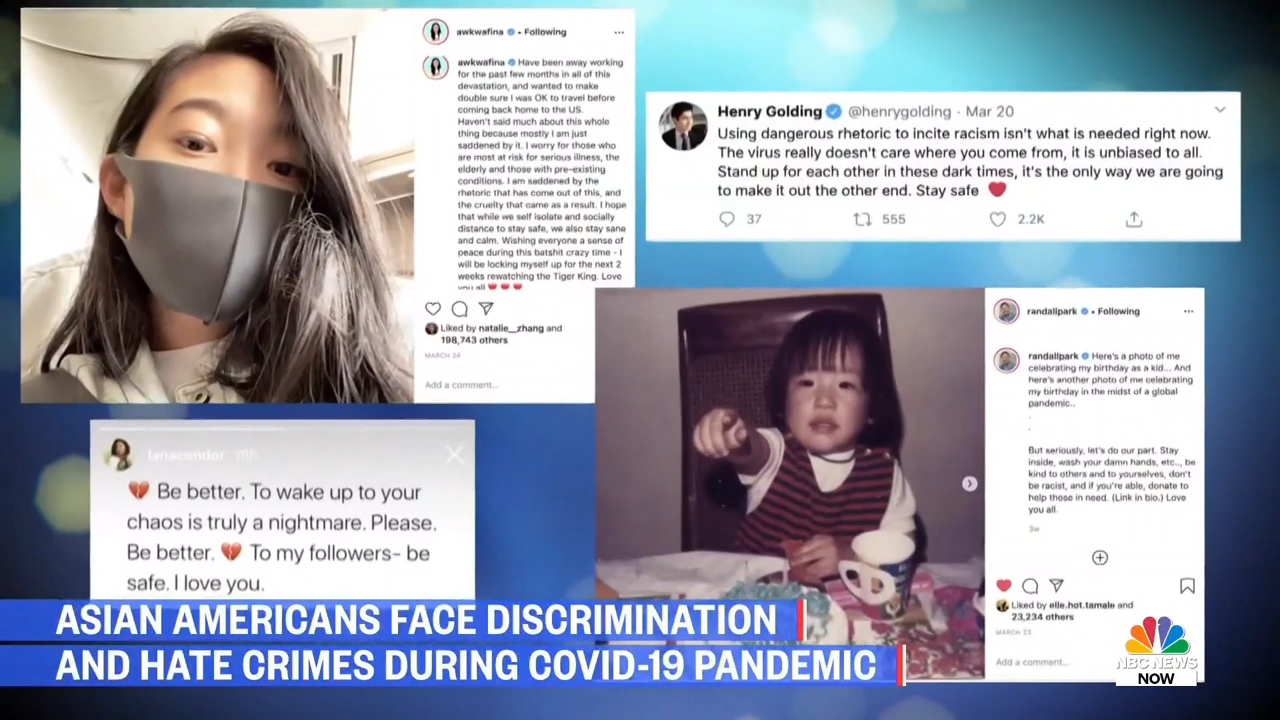 awkwafina • Following
awkwafina Have been away working
for the past few months in all of this
devastation, and wanted to make
double sure I was OK to travel before
coming back home to the US.
Haven't said much about this whole
thing because mostly I am just
saddened by it. I worry for those who
are most at risk for serious illness, the
elderly and those with pre-existing
conditions. I am saddened by the
rhetoric that has come out of this, and
the cruelty that came as a result. I hope
that while we self isolate and socially
distance to stay safe, we also stay sane
and calm. Wishing everyone a sense of
peace during this batshit crazy time - I
will be locking myself up for the next 2
weeks rewatching the Tiger King. Love
you all ❤️❤️❤️
Liked by natalie__zhang and
198,743 others
MARCH 24
Add a comment...
Henry Golding @henrygolding · Mar 20
Using dangerous rhetoric to incite racism isn't what is needed right now.
The virus really doesn't care where you come from, it is unbiased to all.
Stand up for each other in these dark times, it's the only way we are going
to make it out the other end. Stay safe ❤️
37 555 2.2K
lanacondor 11h
💔 Be better. To wake up to your
chaos is truly a nightmare. Please.
Be better. 💔 To my followers- be
safe. I love you.
randallpark • Following
randallpark Here's a photo of me
celebrating my birthday as a kid... And
here's another photo of me celebrating
my birthday in the midst of a global
pandemic..
.
.
But seriously, let's do our part. Stay
inside, wash your damn hands, etc.., be
kind to others and to yourselves, don't
be racist, and if you're able, donate to
help those in need. (Link in bio.) Love
you all.
3w
Liked by elle.hot.tamale and
23,234 others
MARCH 23
Add a comment...
ASIAN AMERICANS FACE DISCRIMINATION
AND HATE CRIMES DURING COVID-19 PANDEMIC
NBC NEWS
NOW